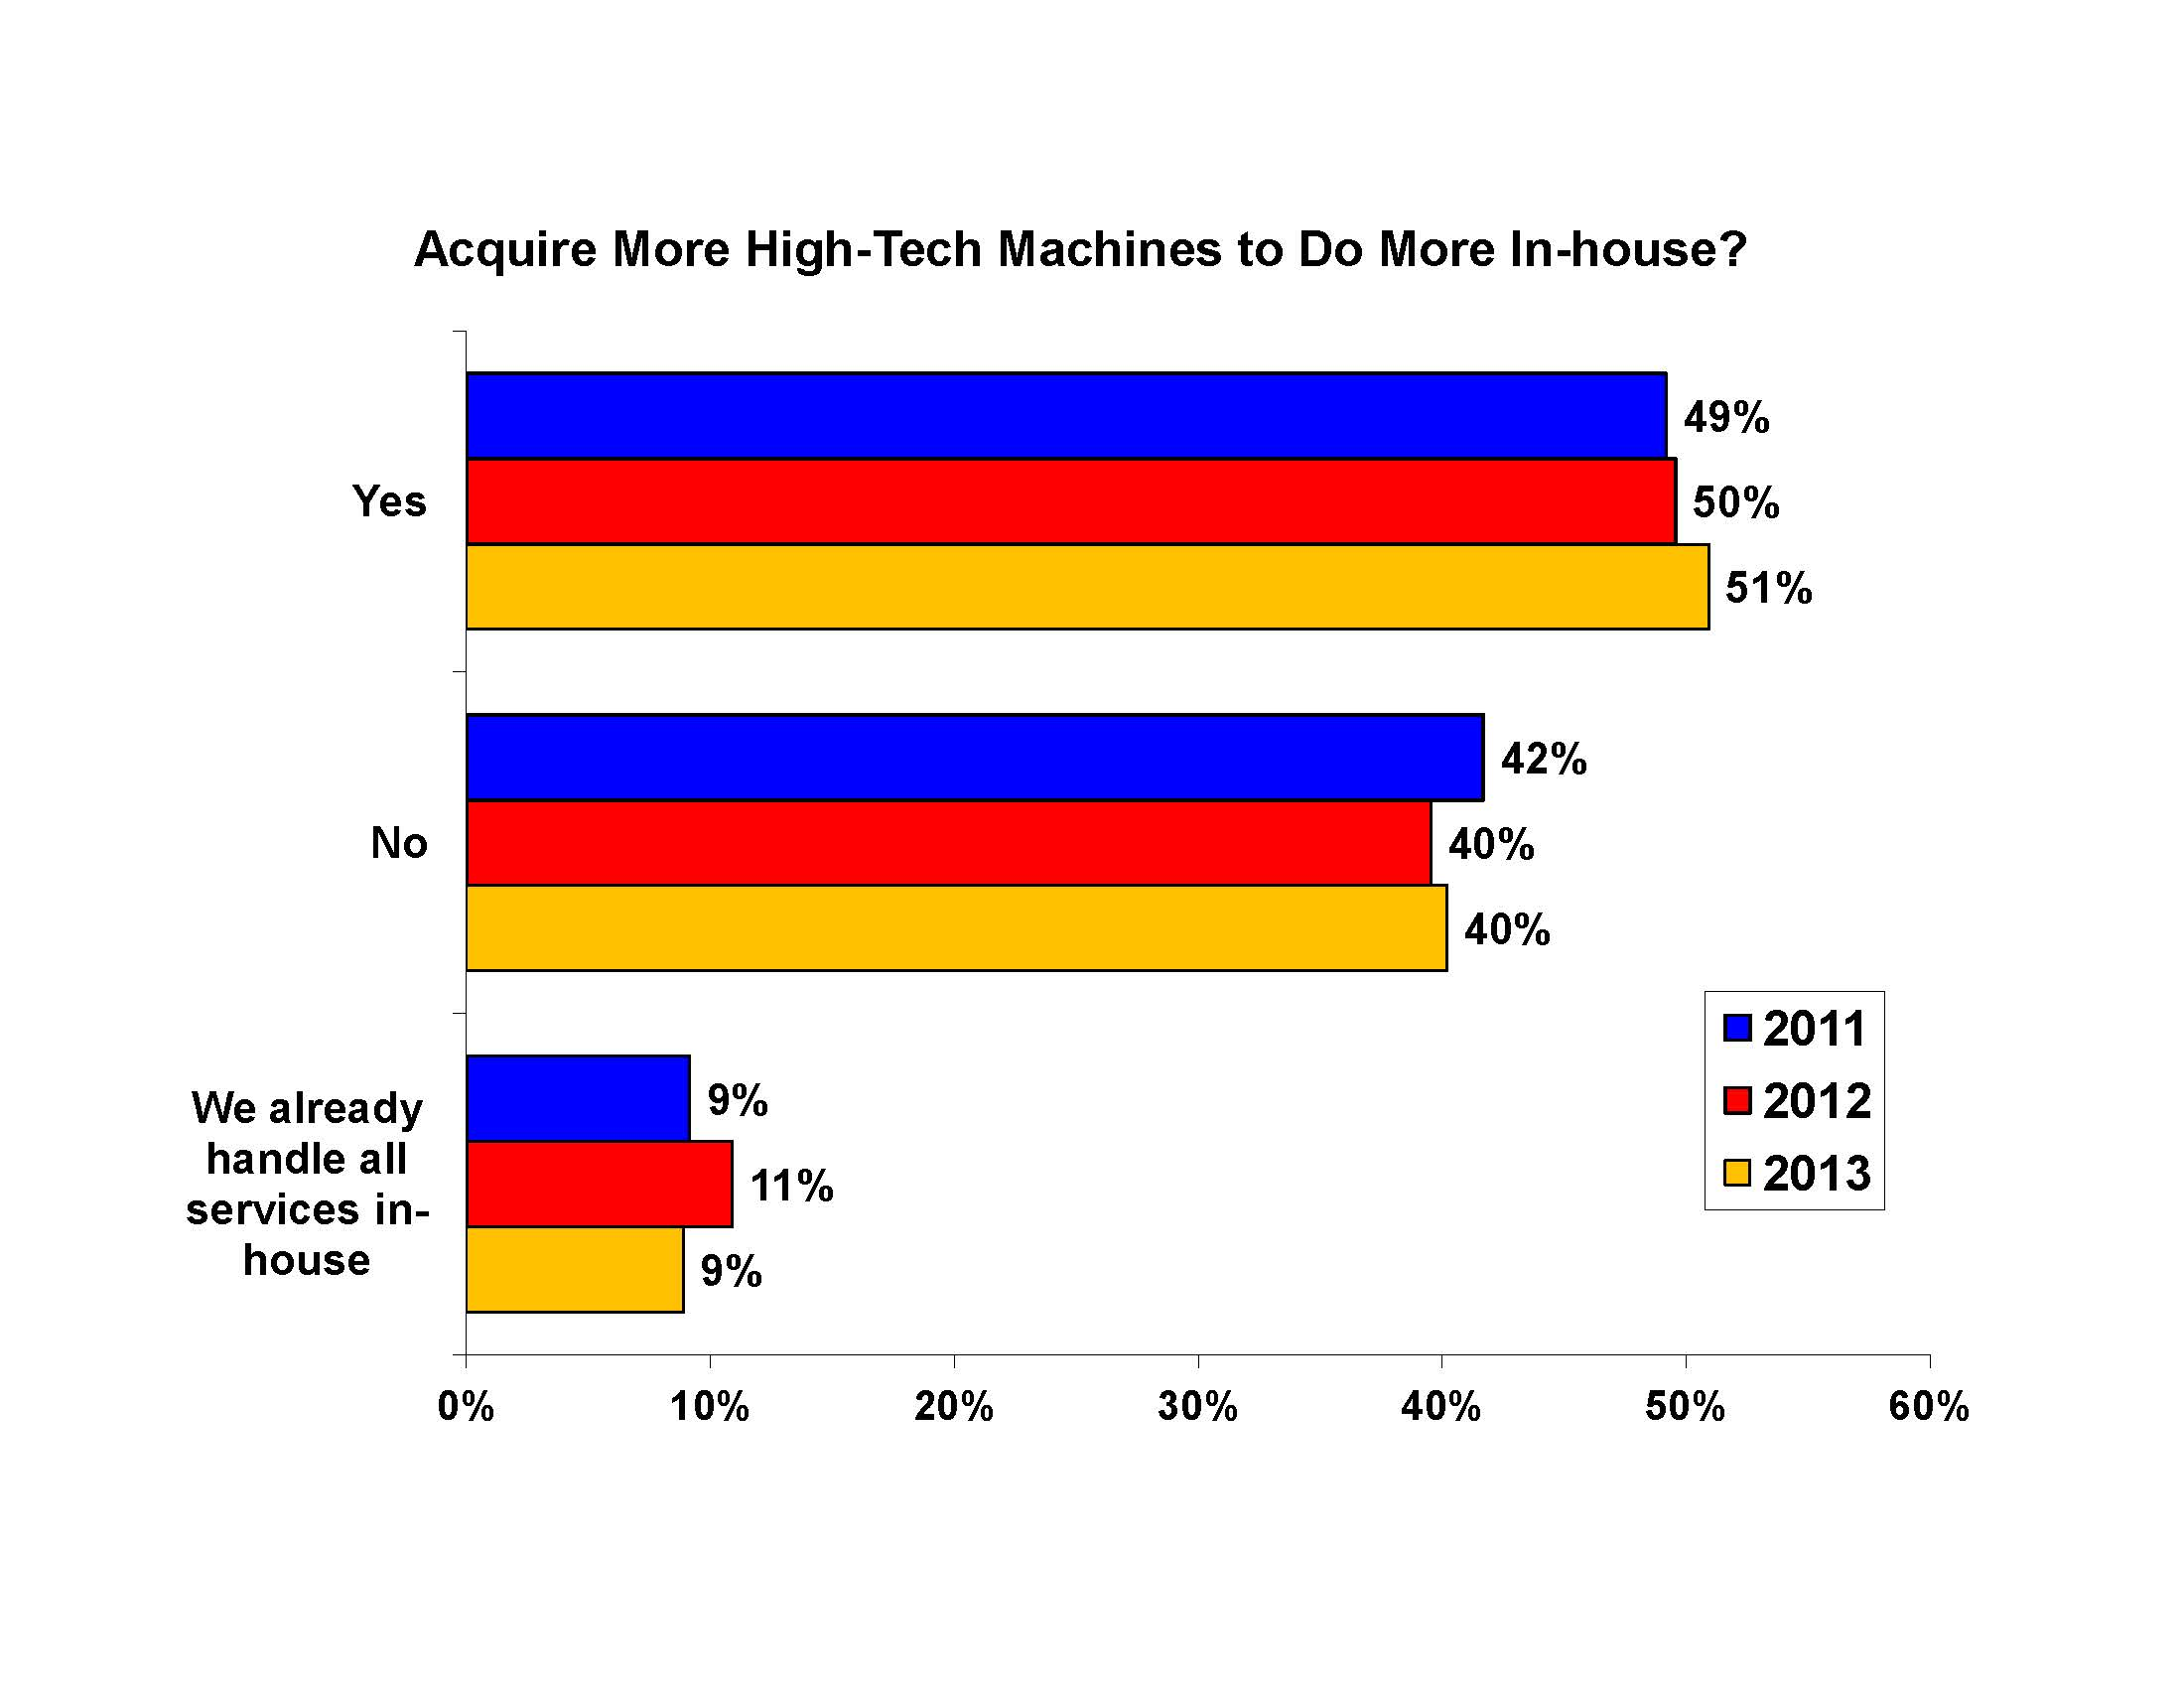 Acquire More High-Tech Machines to Do More In-house?
Yes
49%
50%
51%
No
42%
40%
40%
We already
handle all
services in-
house
9%
11%
9%
2011
2012
2013
0%
10%
20%
30%
40%
50%
60%